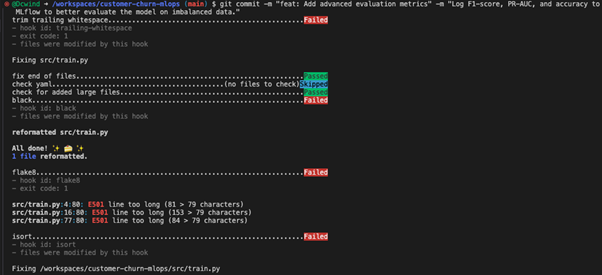 @Dcwind ➜ /workspaces/customer-churn-mlops (main) $ git commit -m "feat: Add advanced evaluation metrics" -m "Log F1-score, PR-AUC, and accuracy to
MLflow to better evaluate the model on imbalanced data."
trim trailing whitespace.................................................Failed
- hook id: trailing-whitespace
- exit code: 1
- files were modified by this hook
Fixing src/train.py
fix end of files.........................................................Passed
check yaml...........................................(no files to check)Skipped
check for added large files..............................................Passed
black....................................................................Failed
- hook id: black
- files were modified by this hook
reformatted src/train.py
All done! ✨ 🍰 ✨
1 file reformatted.
flake8...................................................................Failed
- hook id: flake8
- exit code: 1
src/train.py:4:80: E501 line too long (81 > 79 characters)
src/train.py:16:80: E501 line too long (153 > 79 characters)
src/train.py:77:80: E501 line too long (84 > 79 characters)
isort....................................................................Failed
- hook id: isort
- files were modified by this hook
Fixing /workspaces/customer-churn-mlops/src/train.py